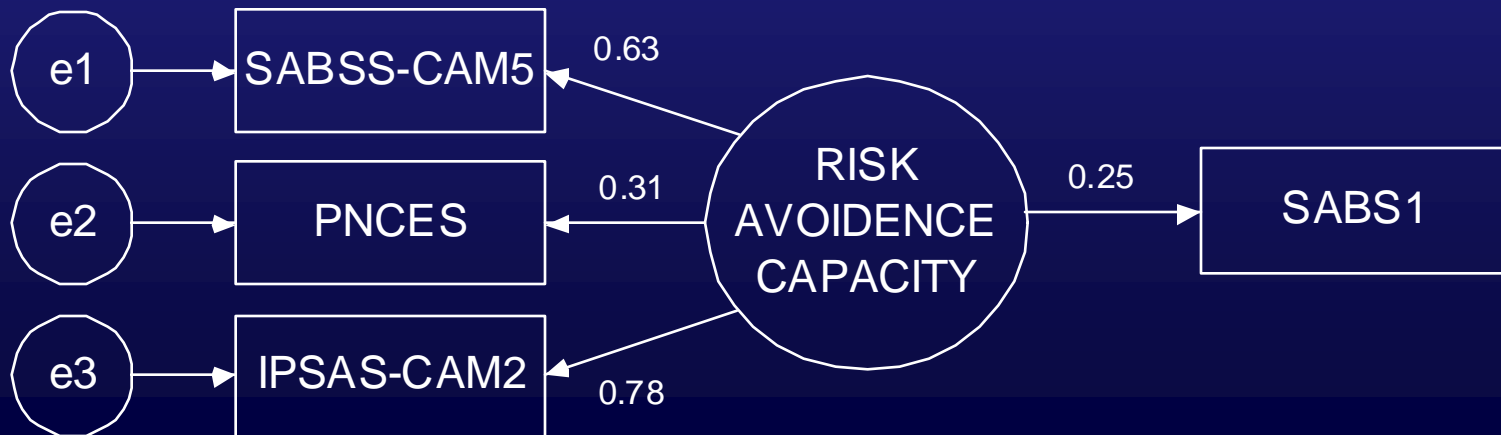 e1
SABSS-CAM5
0.63
e2
PNCES
0.31
RISK
AVOIDENCE
CAPACITY
0.25
SABS1
e3
IPSAS-CAM2
0.78